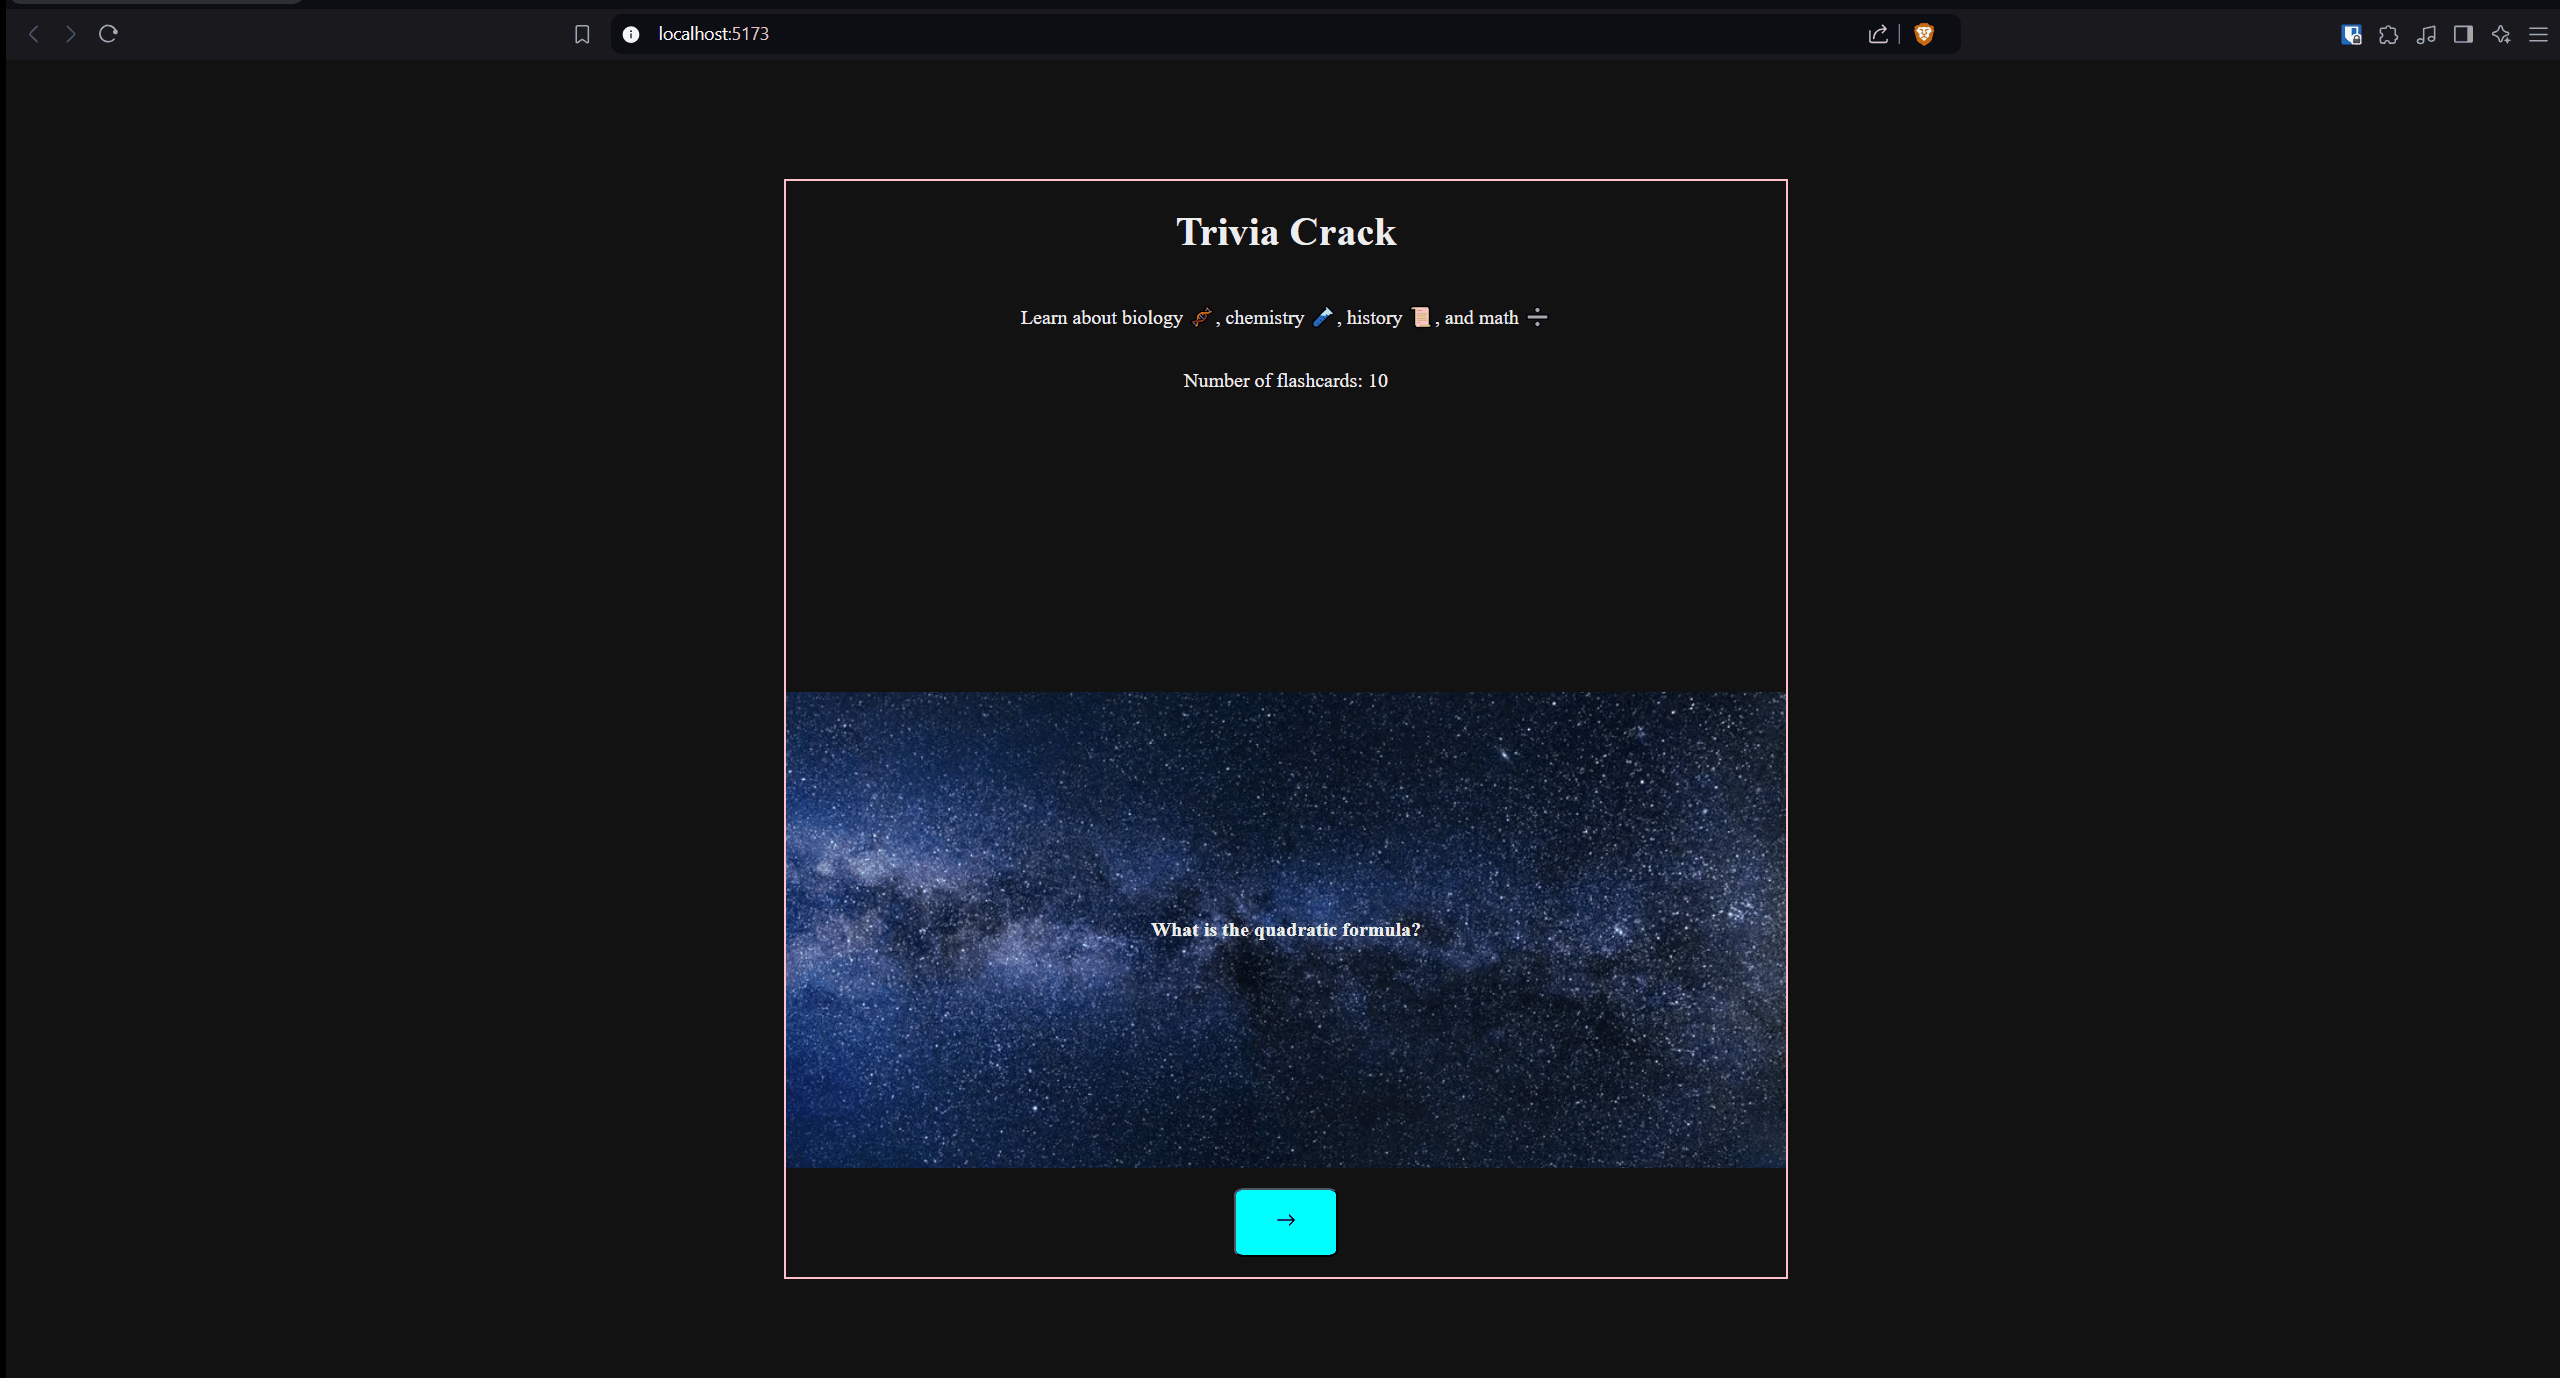 localhost:5173
Trivia Crack
Learn about biology 🧬, chemistry 🧪, history 📜, and math ➗
Number of flashcards: 10
What is the quadratic formula?
→